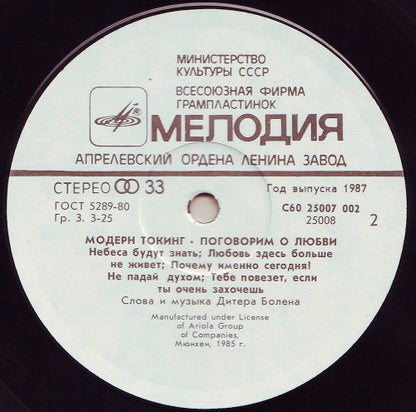 МИНИСТЕРСТВО
КУЛЬТУРЫ СССР
ВСЕСОЮЗНАЯ ФИРМА
ГРАМПЛАСТИНОК
МЕЛОДИЯ
АПРЕЛЕВСКИЙ ОРДЕНА ЛЕНИНА ЗАВОД
СТЕРЕО 33
Год выпуска 1987
ГОСТ 5289-80
С60 25007 002
Гр. 3. 3-25
25008
2
МОДЕРН ТОКИНГ · ПОГОВОРИМ О ЛЮБВИ
Небеса будут знать; Любовь здесь больше
не живет; Почему именно сегодня!
Не падай духом; Тебе повезет, если
ты очень захочешь
Слова и музыка Дитера Болена
Manufactured under License
of Ariola Group
of Companies,
Мюнхен, 1985 г.